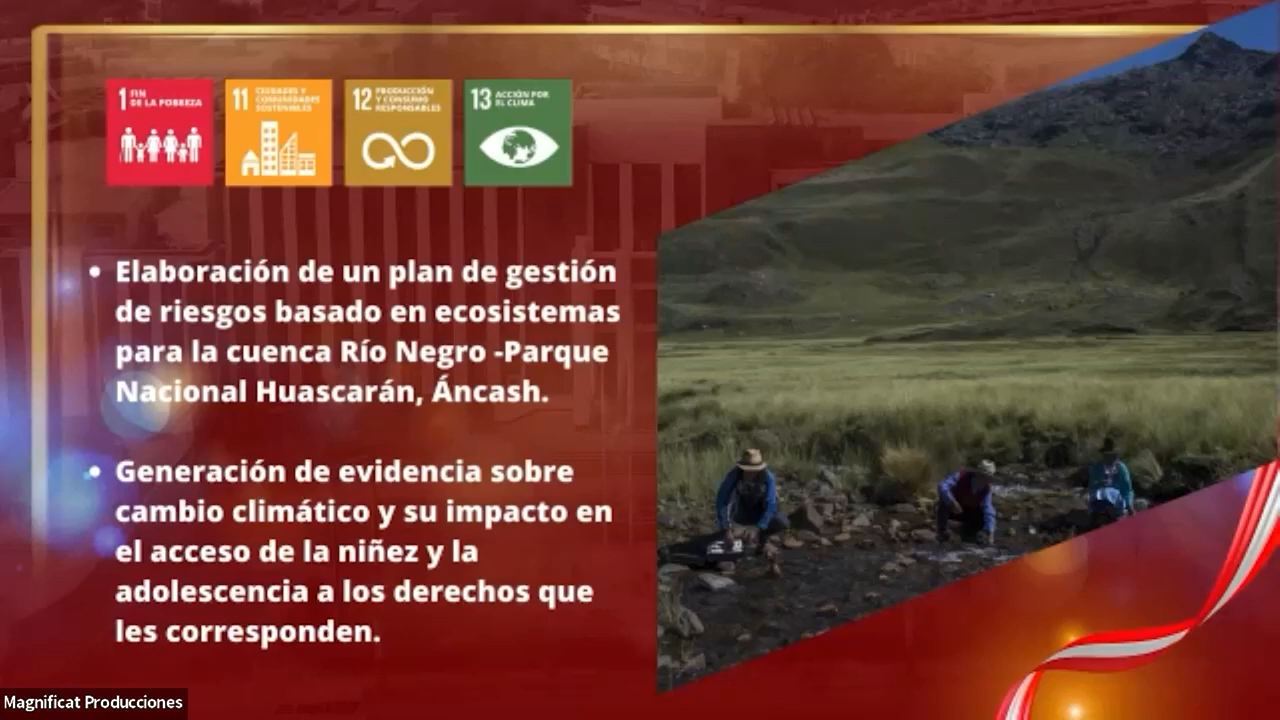 1 FIN
DE LA POBREZA
11 CIUDADES Y
COMUNIDADES
SOSTENIBLES
12 PRODUCCIÓN
Y CONSUMO
RESPONSABLES
13 ACCIÓN POR
EL CLIMA
• Elaboración de un plan de gestión
de riesgos basado en ecosistemas
para la cuenca Río Negro -Parque
Nacional Huascarán, Áncash.
• Generación de evidencia sobre
cambio climático y su impacto en
el acceso de la niñez y la
adolescencia a los derechos que
les corresponden.
Magnificat Producciones